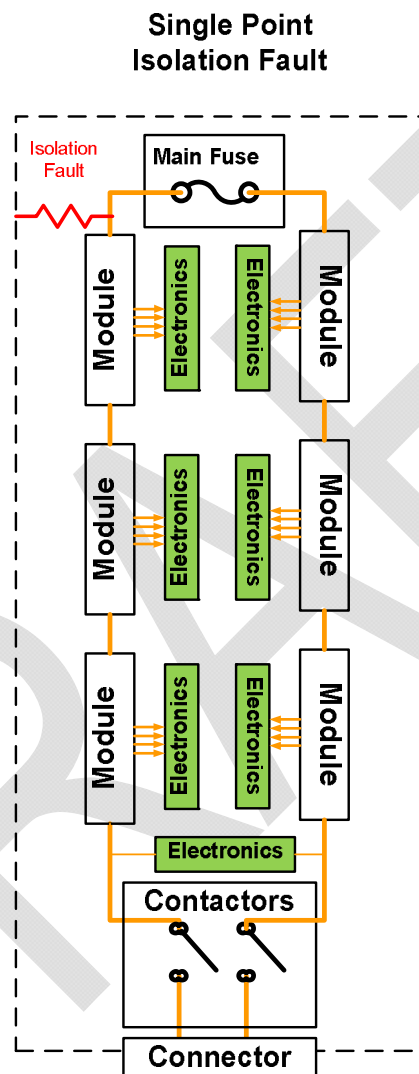 Single Point
Isolation Fault
Isolation
Fault
Main Fuse
Module
Electronics
Electronics
Module
Module
Electronics
Electronics
Module
Module
Electronics
Electronics
Module
Electronics
Contactors
Connector